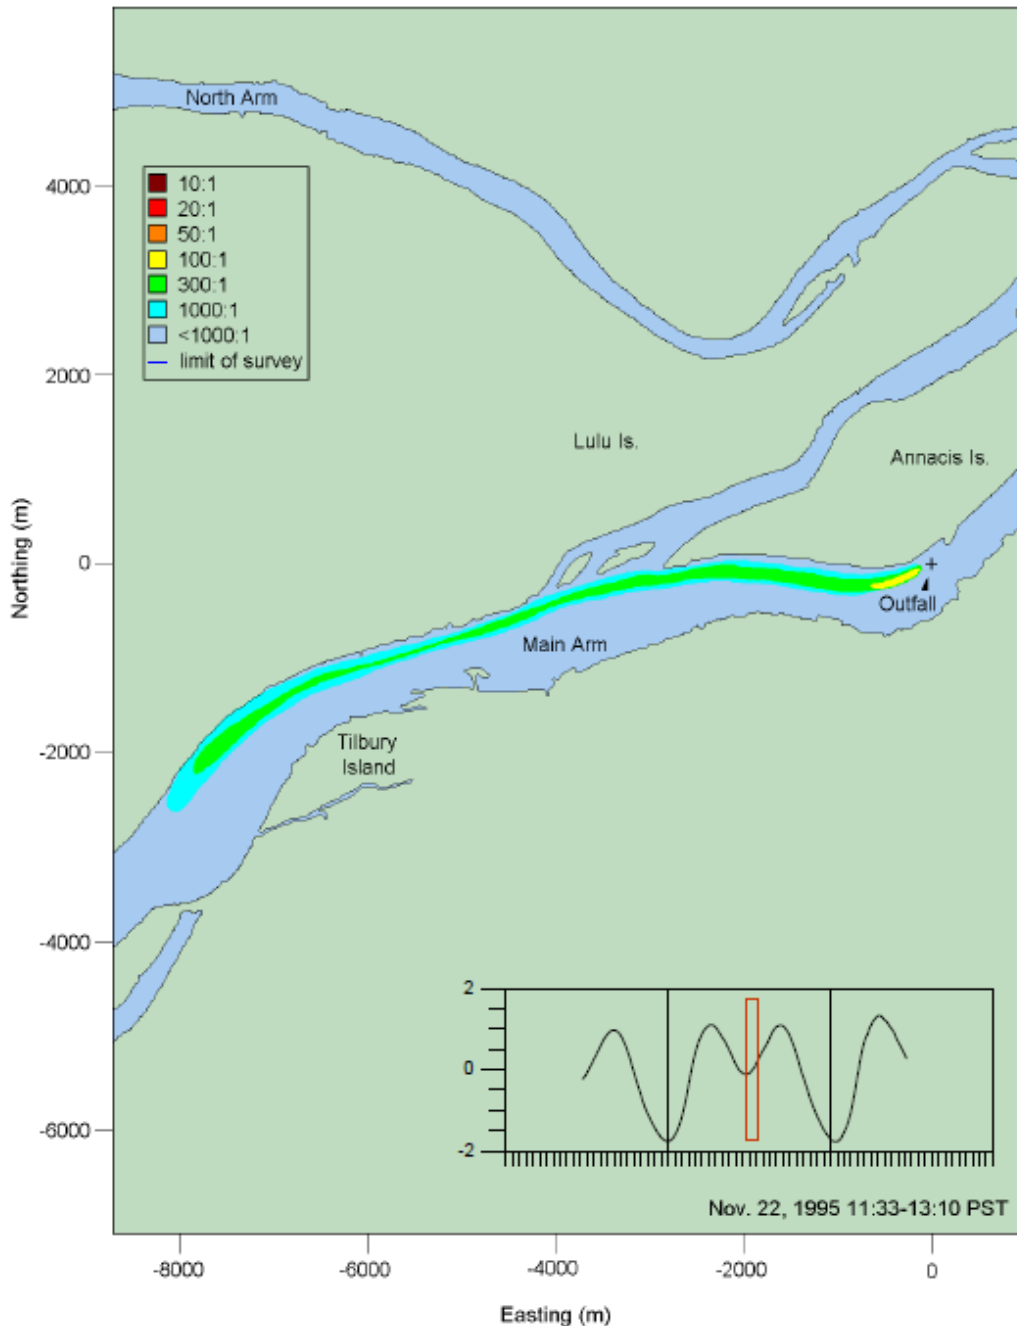 North Arm
10:1
20:1
50:1
100:1
300:1
1000:1
<1000:1
limit of survey
4000
2000
0
-2000
-4000
-6000
Northing (m)
Lulu Is.
Annacis Is.
+
Outfall
Main Arm
Tilbury
Island
2
0
-2
Nov. 22, 1995 11:33-13:10 PST
-8000
-6000
-4000
-2000
0
Easting (m)